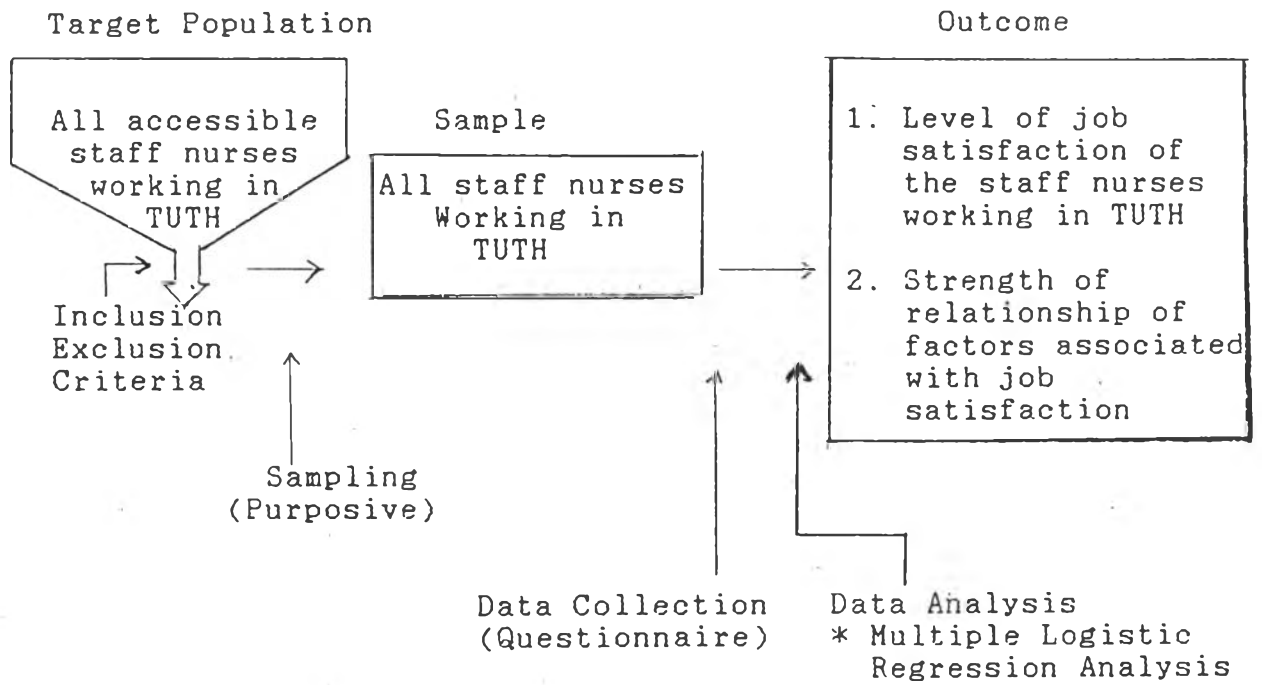 Target Population
All accessible
staff nurses
working in
TUTH
Inclusion
Exclusion
Criteria
Sampling
(Purposive)
Sample
All staff nurses
Working in
TUTH
Data Collection
(Questionnaire)
Data Analysis
* Multiple Logistic
Regression Analysis
Outcome
1. Level of job
satisfaction of
the staff nurses
working in TUTH
2. Strength of
relationship of
factors associated
with job
satisfaction